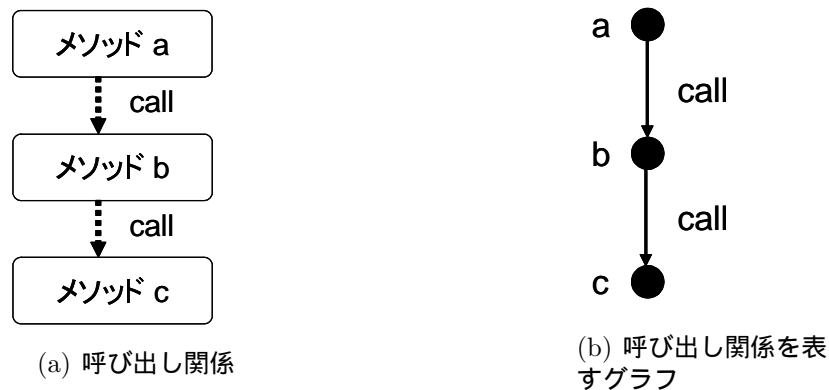 メソッド a
call
メソッド b
call
メソッド c
(a) 呼び出し関係
a
call
b
call
c
(b) 呼び出し関係を表
すグラフ